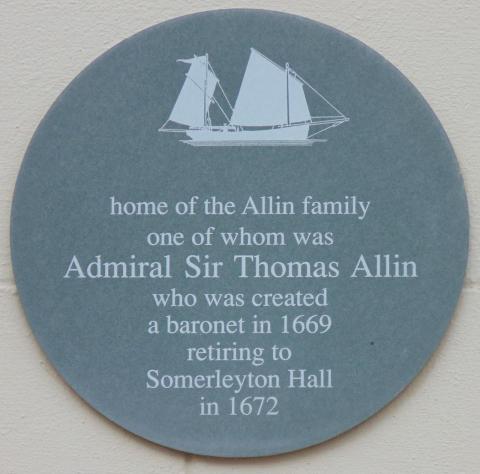 home of the Allin family
one of whom was
Admiral Sir Thomas Allin
who was created
a baronet in 1669
retiring to
Somerleyton Hall
in 1672